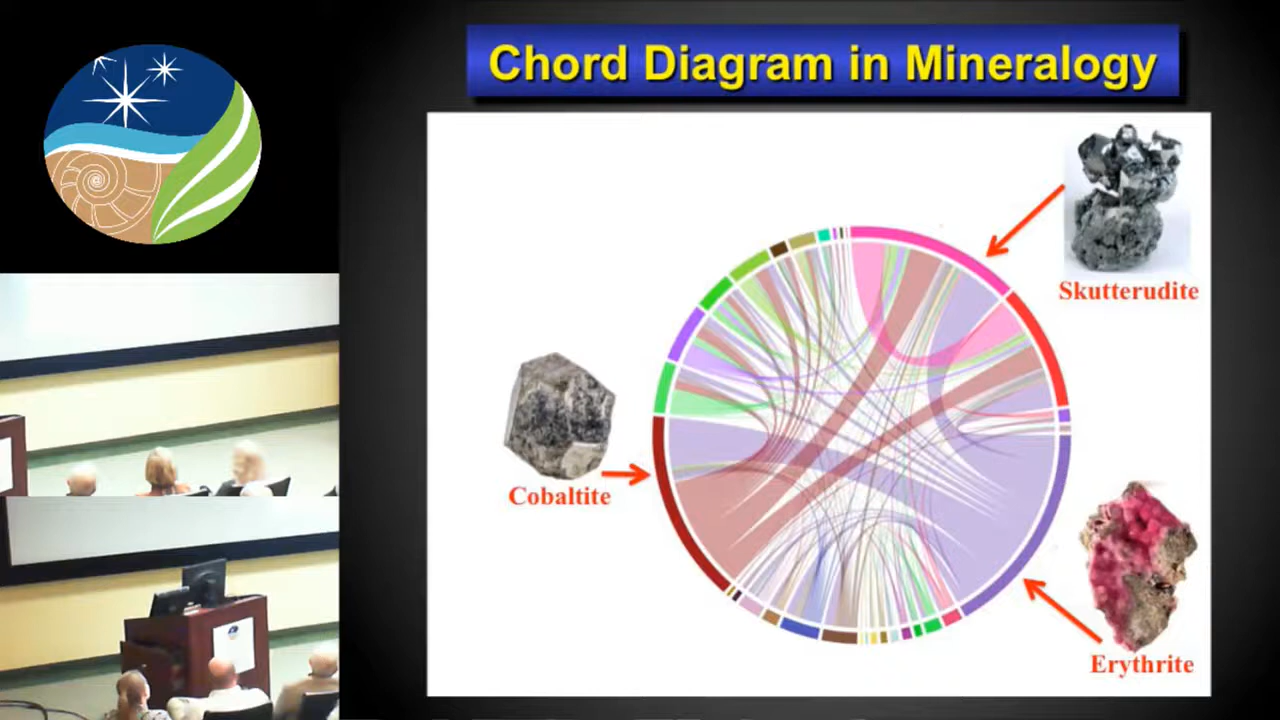 Chord Diagram in Mineralogy
Skutterudite
Cobaltite
Erythrite